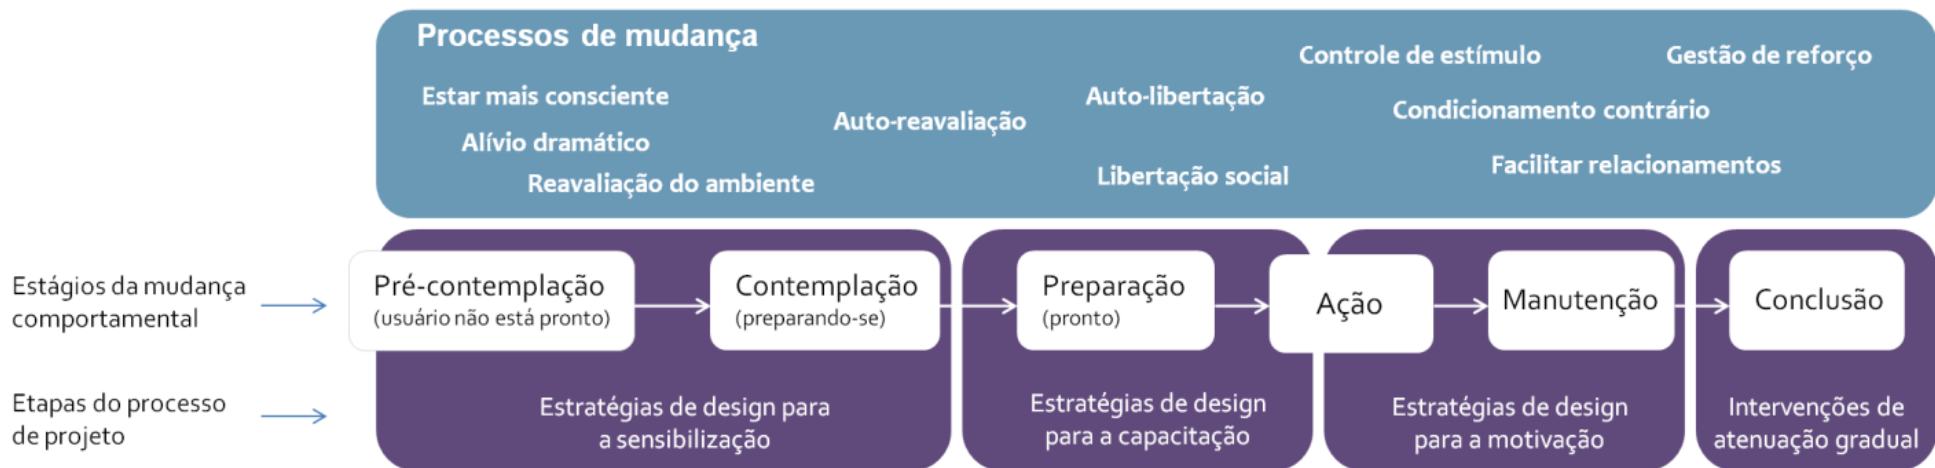 Processos de mudança
Estar mais consciente
Alívio dramático
Reavaliação do ambiente
Auto-reavaliação
Auto-libertação
Libertação social
Controle de estímulo
Gestão de reforço
Condicionamento contrário
Facilitar relacionamentos
Estágios da mudança
comportamental
Pré-contemplação
(usuário não está pronto)
Contemplação
(preparando-se)
Preparação
(pronto)
Ação
Manutenção
Conclusão
Etapas do processo
de projeto
Estratégias de design para
a sensibilização
Estratégias de design
para a capacitação
Estratégias de design
para a motivação
Intervenções de
atenuação gradual